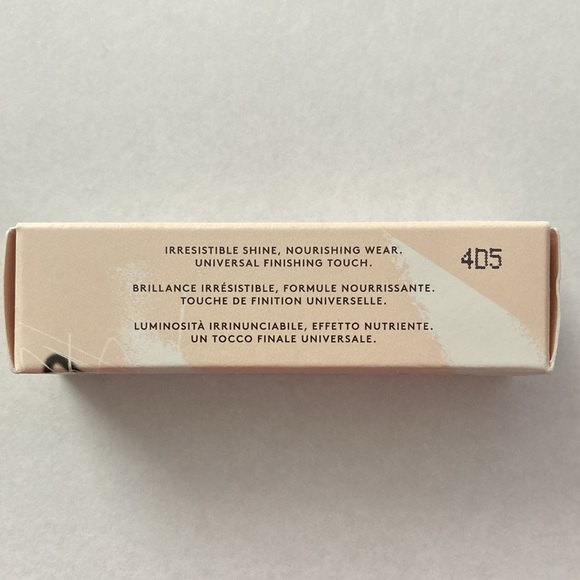 IRRESISTIBLE SHINE, NOURISHING WEAR.
UNIVERSAL FINISHING TOUCH.
4D5
BRILLANCE IRRÉSISTIBLE, FORMULE NOURRISSANTE.
TOUCHE DE FINITION UNIVERSELLE.
LUMINOSITÀ IRRINUNCIABILE, EFFETTO NUTRIENTE.
UN TOCCO FINALE UNIVERSALE.